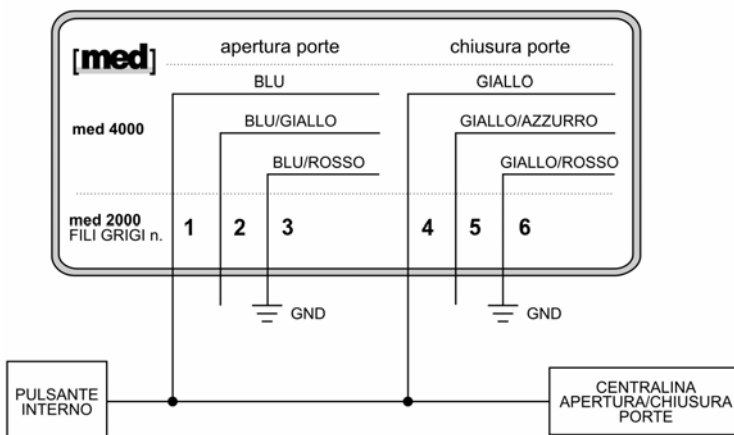 [med]
apertura porte
chiusura porte
BLU
GIALLO
med 4000
BLU/GIALLO
GIALLO/AZZURRO
BLU/ROSSO
GIALLO/ROSSO
med 2000
FILI GRIGI n.
1 2 3 4 5 6
GND
GND
PULSANTE
INTERNO
CENTRALINA
APERTURA/CHIUSURA
PORTE